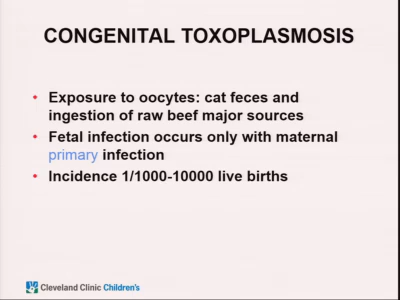 CONGENITAL TOXOPLASMOSIS
• Exposure to oocytes: cat feces and
ingestion of raw beef major sources
• Fetal infection occurs only with maternal
primary infection
• Incidence 1/1000-10000 live births
Cleveland Clinic Children's